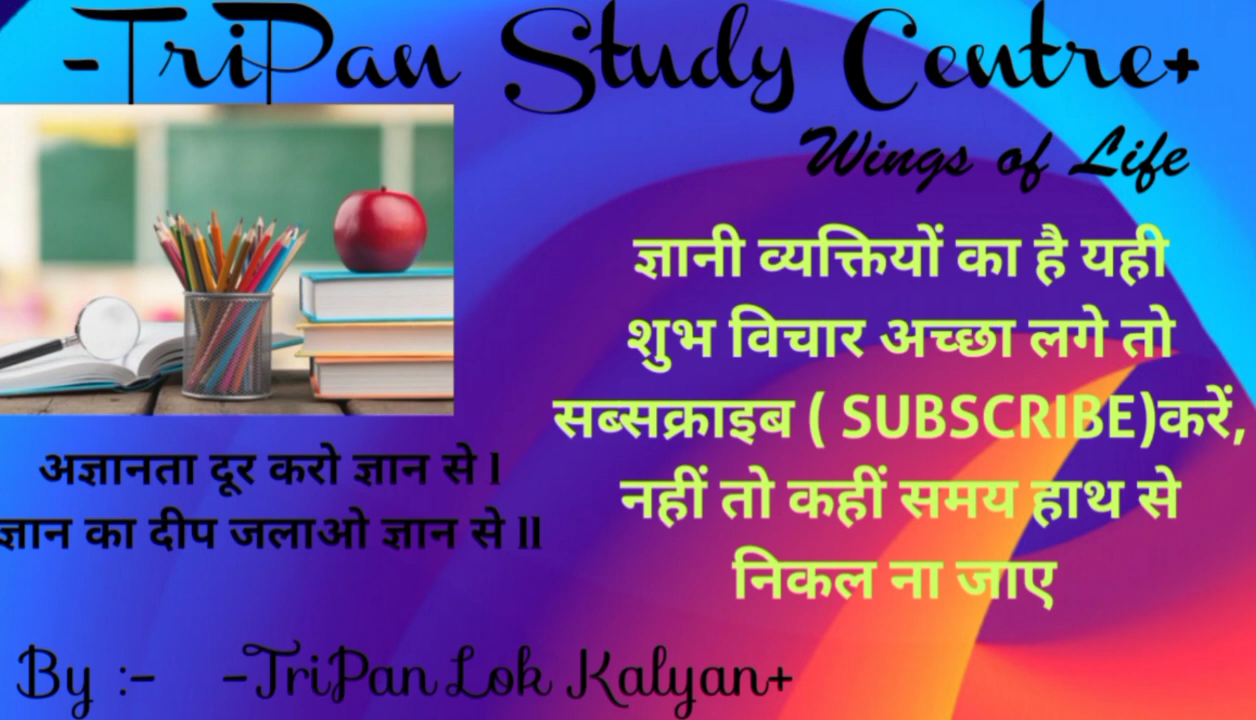 -TriPan Study Centre+
Wings of Life
ज्ञानी व्यक्तियों का है यही
शुभ विचार अच्छा लगे तो
सब्सक्राइब ( SUBSCRIBE)करें,
नहीं तो कहीं समय हाथ से
निकल ना जाए
अज्ञानता दूर करो ज्ञान से l
ज्ञान का दीप जलाओ ज्ञान से ll
By :- -TriPan Lok Kalyan+